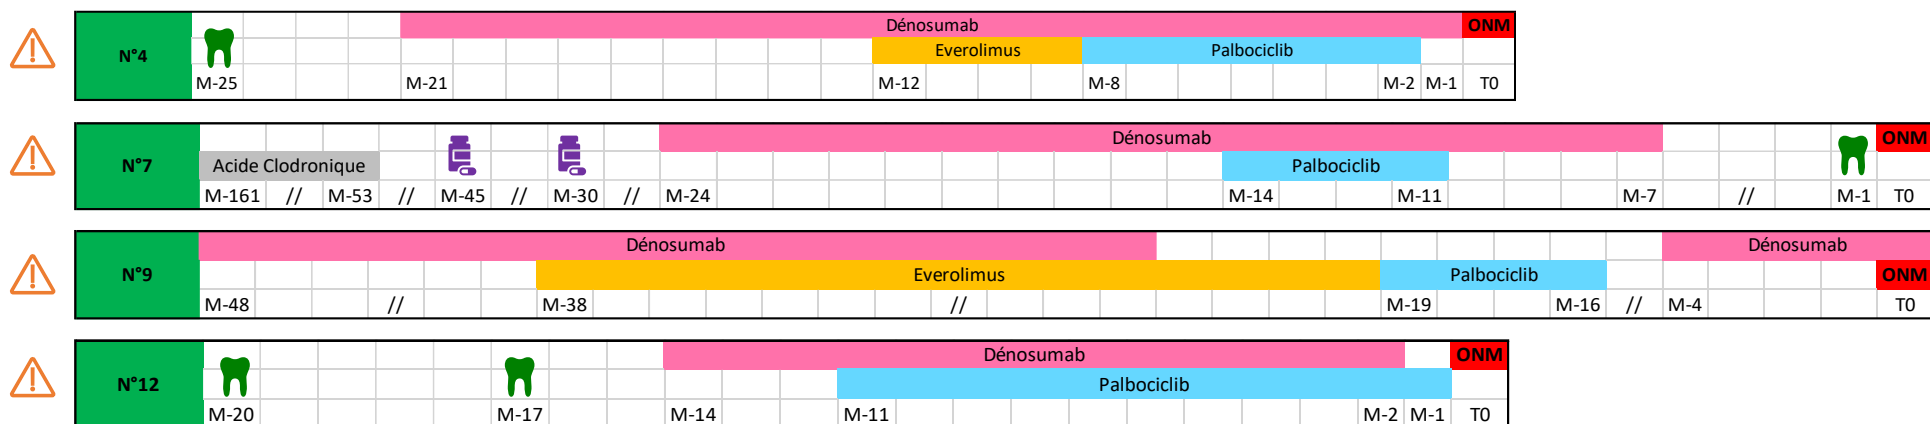 Dénosumab ONM
N°4 Everolimus Palbociclib
M-25 M-21 M-12 M-8 M-2 M-1 T0
Dénosumab ONM
N°7 Acide Clodronique Palbociclib
M-161 // M-53 // M-45 // M-30 // M-24 M-14 M-11 M-7 // M-1 T0
Dénosumab Dénosumab
N°9 Everolimus Palbociclib ONM
M-48 // M-38 // M-19 M-16 // M-4 T0
Dénosumab ONM
N°12 Palbociclib
M-20 M-17 M-14 M-11 M-2 M-1 T0